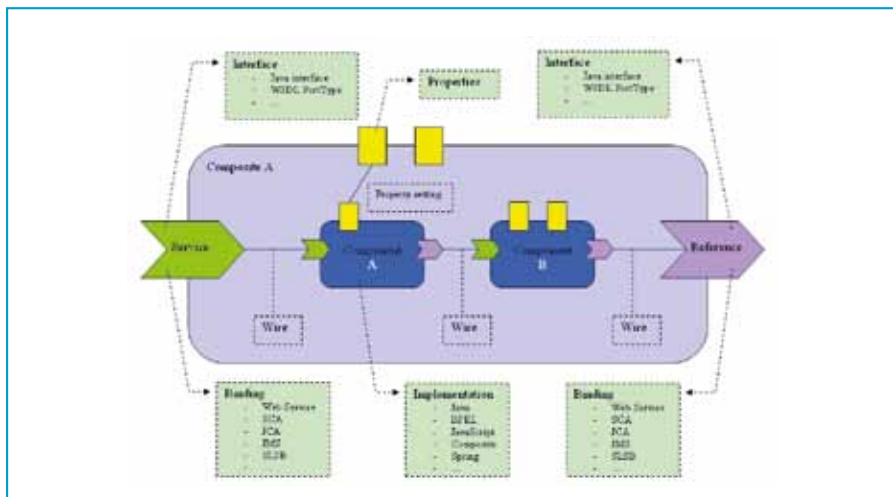 Interface
- Java interface
- WSDL PortType
- ...
Properties
Interface
- Java interface
- WSDL PortType
- ...
Composite A
Property setting
Service
Component
A
Component
B
Reference
Wire
Wire
Wire
Binding
- Web Service
- SCA
- JCA
- JMS
- SLSB
- ...
Implementation
- Java
- BPEL
- JavaScript
- Composite
- Spring
- ...
Binding
- Web Service
- SCA
- JCA
- JMS
- SLSB
- ...